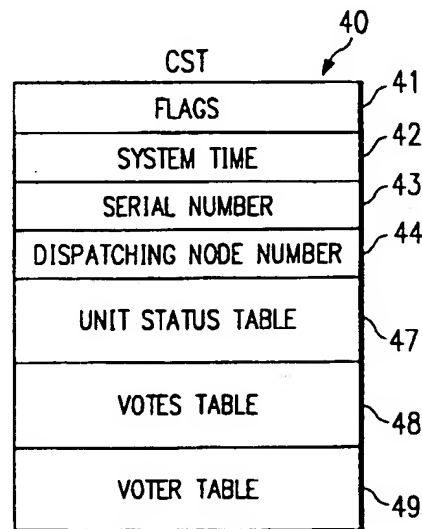 40
CST
FLAGS 41
SYSTEM TIME 42
SERIAL NUMBER 43
DISPATCHING NODE NUMBER 44
UNIT STATUS TABLE 47
VOTES TABLE 48
VOTER TABLE 49